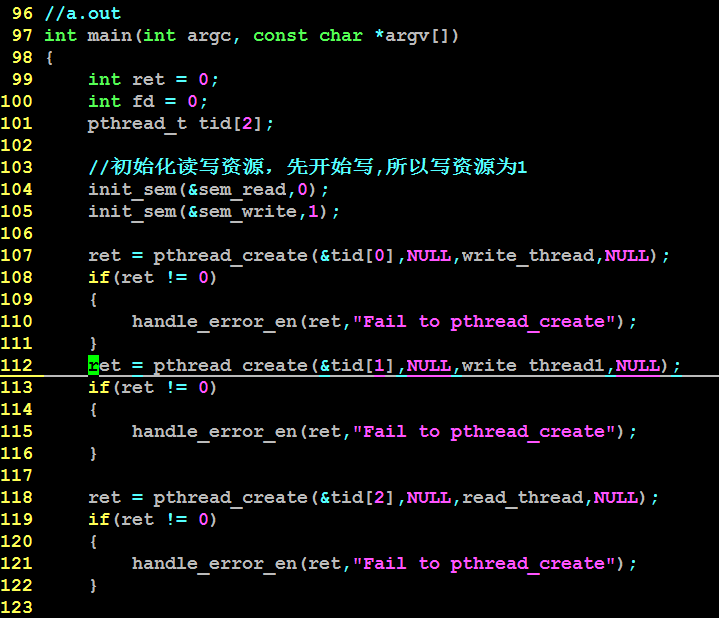 96 //a.out
97 int main(int argc, const char *argv[])
98 {
99     int ret = 0;
100     int fd = 0;
101     pthread_t tid[2];
102
103     //初始化读写资源，先开始写,所以写资源为1
104     init_sem(&sem_read,0);
105     init_sem(&sem_write,1);
106
107     ret = pthread_create(&tid[0],NULL,write_thread,NULL);
108     if(ret != 0)
109     {
110         handle_error_en(ret,"Fail to pthread_create");
111     }
112     ret = pthread_create(&tid[1],NULL,write_thread1,NULL);
113     if(ret != 0)
114     {
115         handle_error_en(ret,"Fail to pthread_create");
116     }
117
118     ret = pthread_create(&tid[2],NULL,read_thread,NULL);
119     if(ret != 0)
120     {
121         handle_error_en(ret,"Fail to pthread_create");
122     }
123